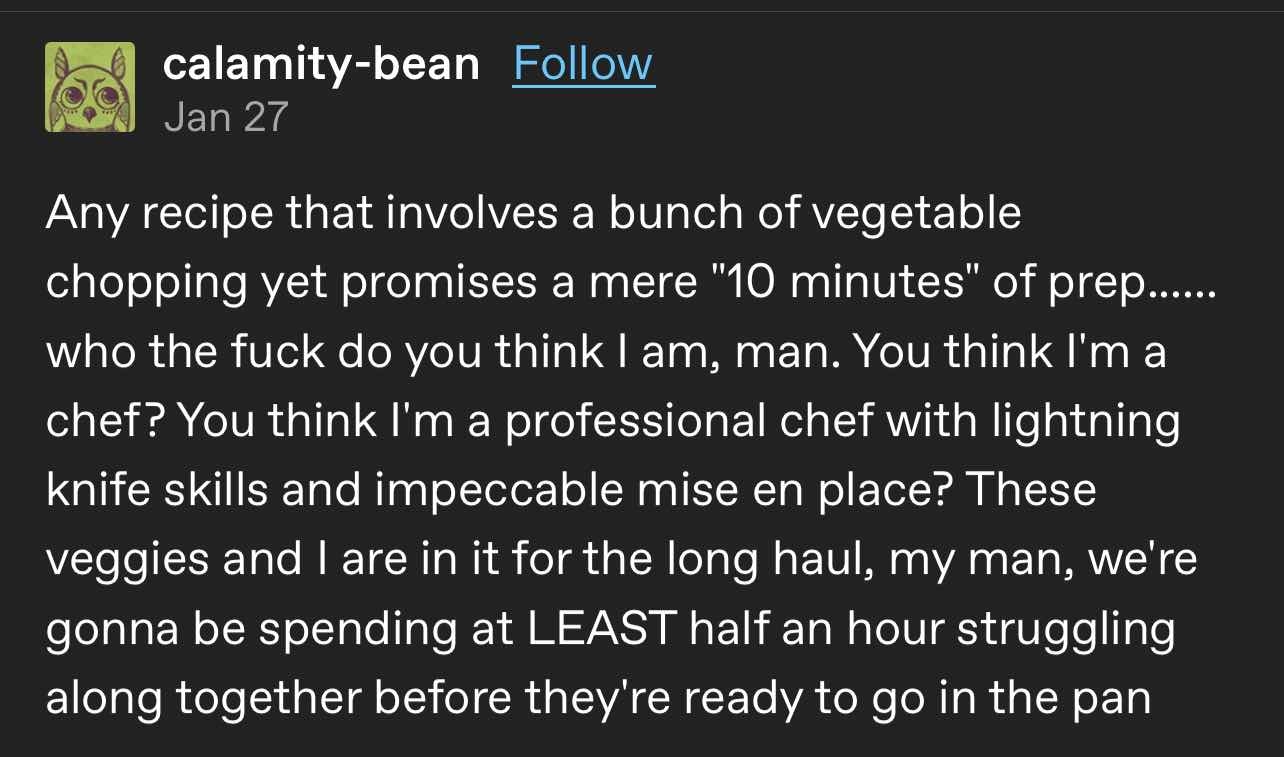 calamity-bean Follow
Jan 27
Any recipe that involves a bunch of vegetable
chopping yet promises a mere "10 minutes" of prep......
who the fuck do you think I am, man. You think I'm a
chef? You think I'm a professional chef with lightning
knife skills and impeccable mise en place? These
veggies and I are in it for the long haul, my man, we're
gonna be spending at LEAST half an hour struggling
along together before they're ready to go in the pan